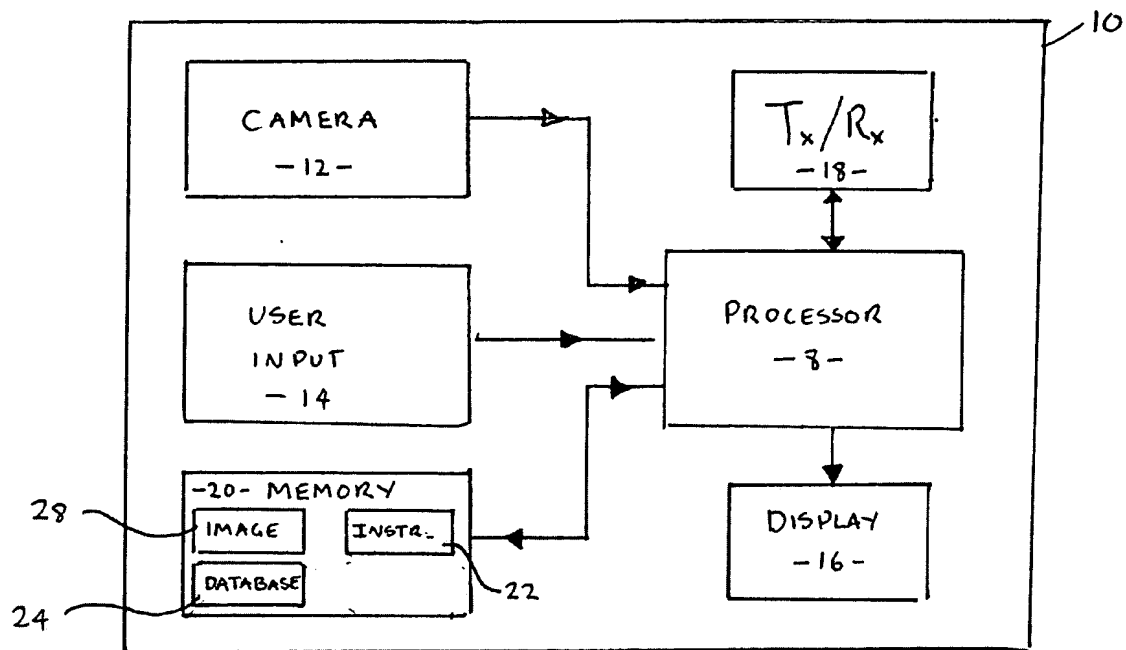 10
CAMERA
-12-
Tx/Rx
-18-
USER
INPUT
- 14
PROCESSOR
-8-
-20- MEMORY
28
IMAGE
INSTR.
DATABASE
22
24
DISPLAY
-16-